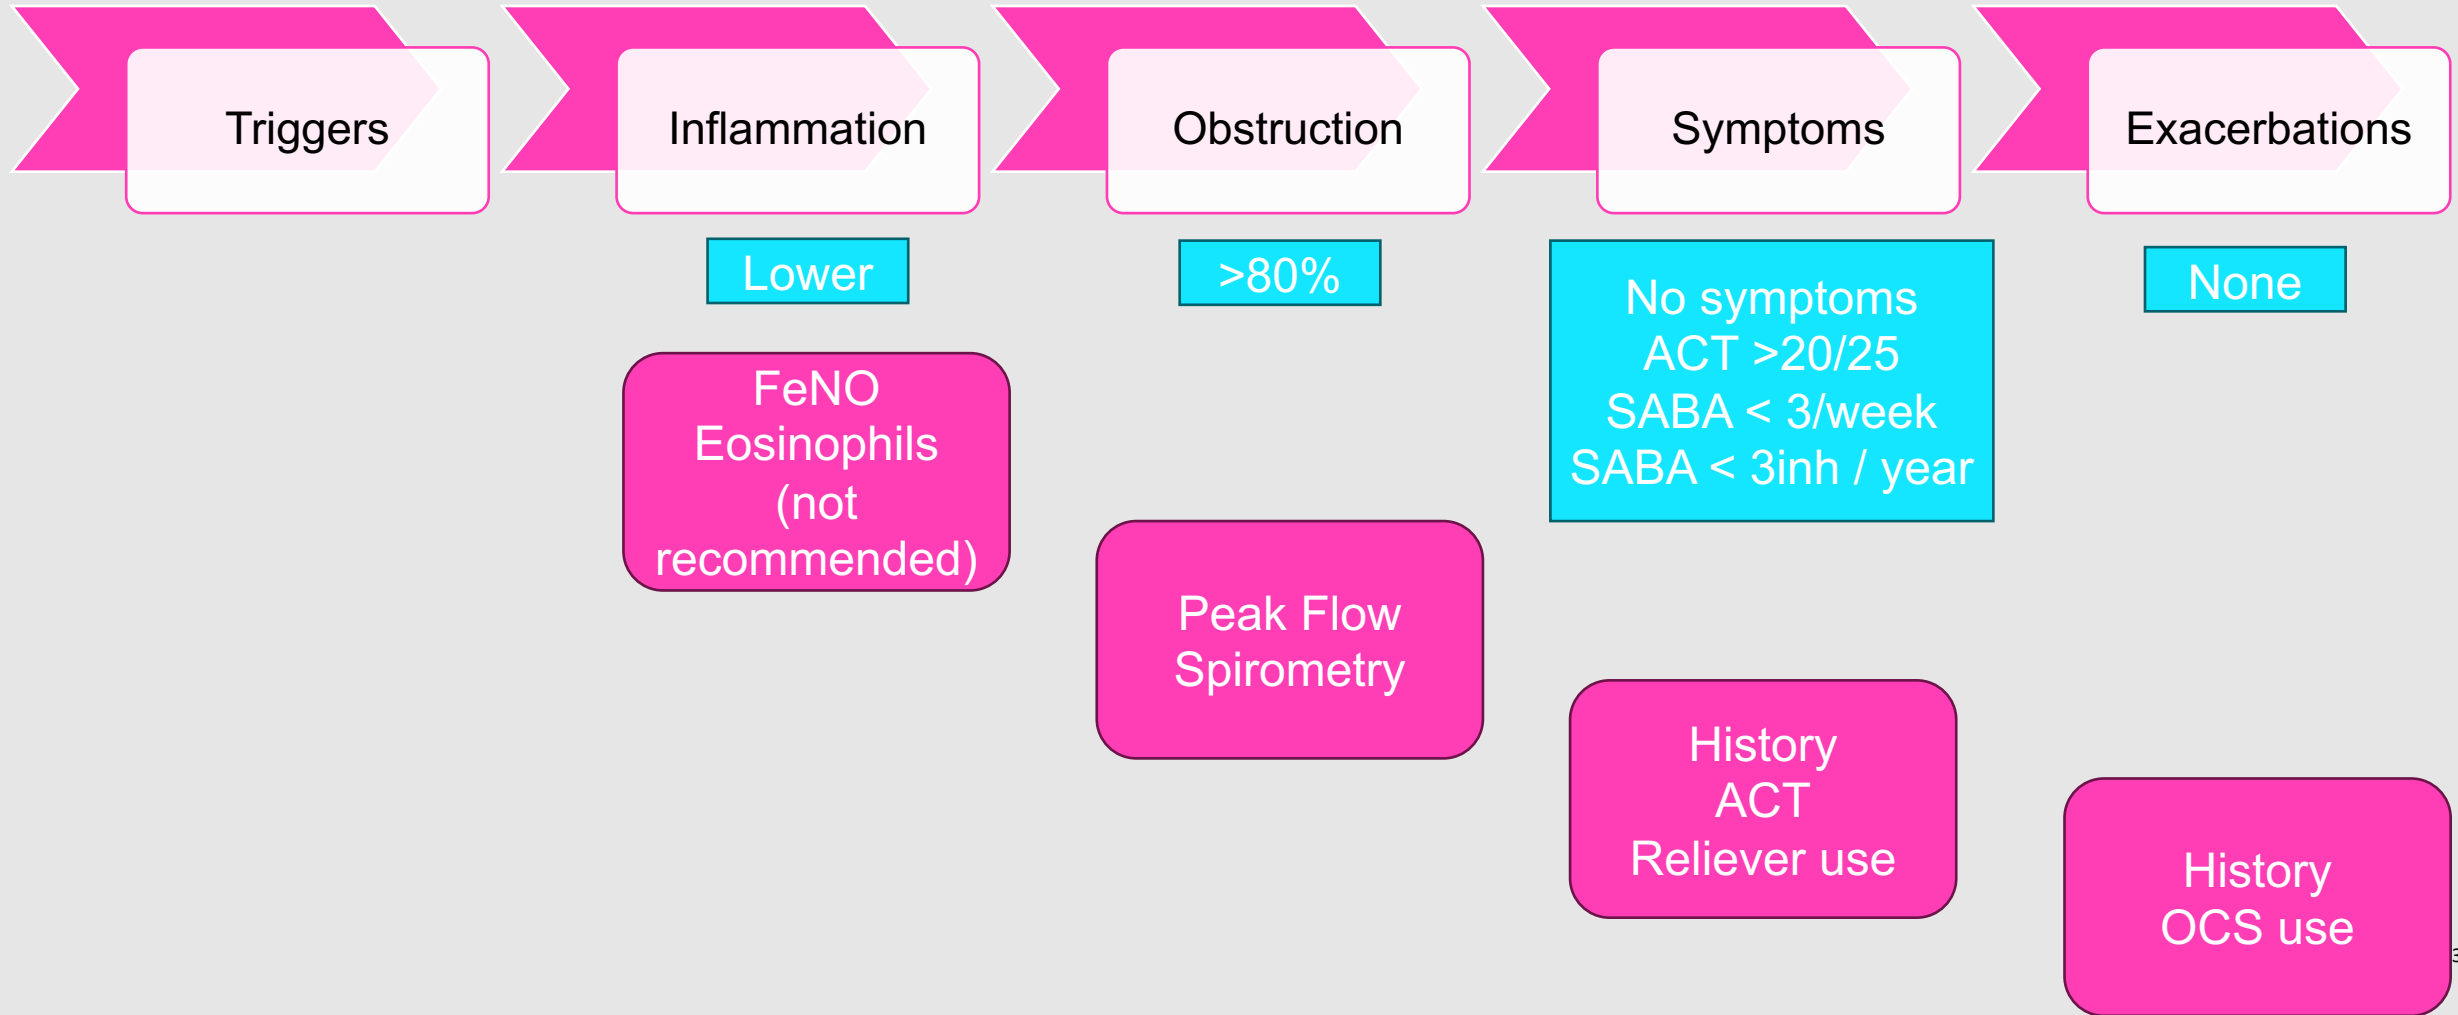 Triggers
Inflammation
Obstruction
Symptoms
Exacerbations
Lower
>80%
No symptoms
ACT >20/25
SABA < 3/week
SABA < 3inh / year
None
FeNO
Eosinophils
(not
recommended)
Peak Flow
Spirometry
History
ACT
Reliever use
History
OCS use
3